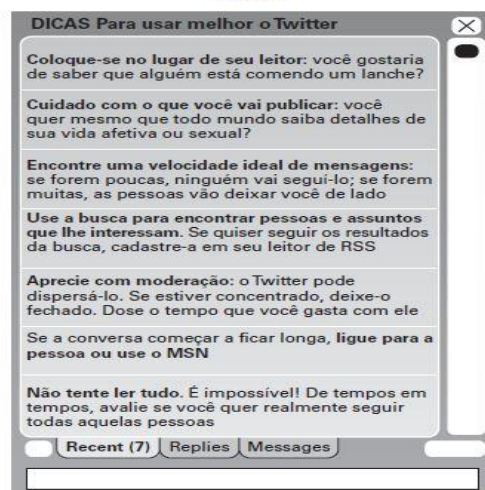 DICAS Para usar melhor o Twitter
Coloque-se no lugar de seu leitor: você gostaria
de saber que alguém está comendo um lanche?
Cuidado com o que você vai publicar: você
quer mesmo que todo mundo saiba detalhes de
sua vida afetiva ou sexual?
Encontre uma velocidade ideal de mensagens:
se forem poucas, ninguém vai seguí-lo; se forem
muitas, as pessoas vão deixar você de lado
Use a busca para encontrar pessoas e assuntos
que lhe interessam. Se quiser seguir os resultados
da busca, cadastre-a em seu leitor de RSS
Aprecie com moderação: o Twitter pode
dispersá-lo. Se estiver concentrado, deixe-o
fechado. Dose o tempo que você gasta com ele
Se a conversa começar a ficar longa, ligue para a
pessoa ou use o MSN
Não tente ler tudo. É impossível! De tempos em
tempos, avalie se você quer realmente seguir
todas aquelas pessoas
Recent (7) Replies Messages